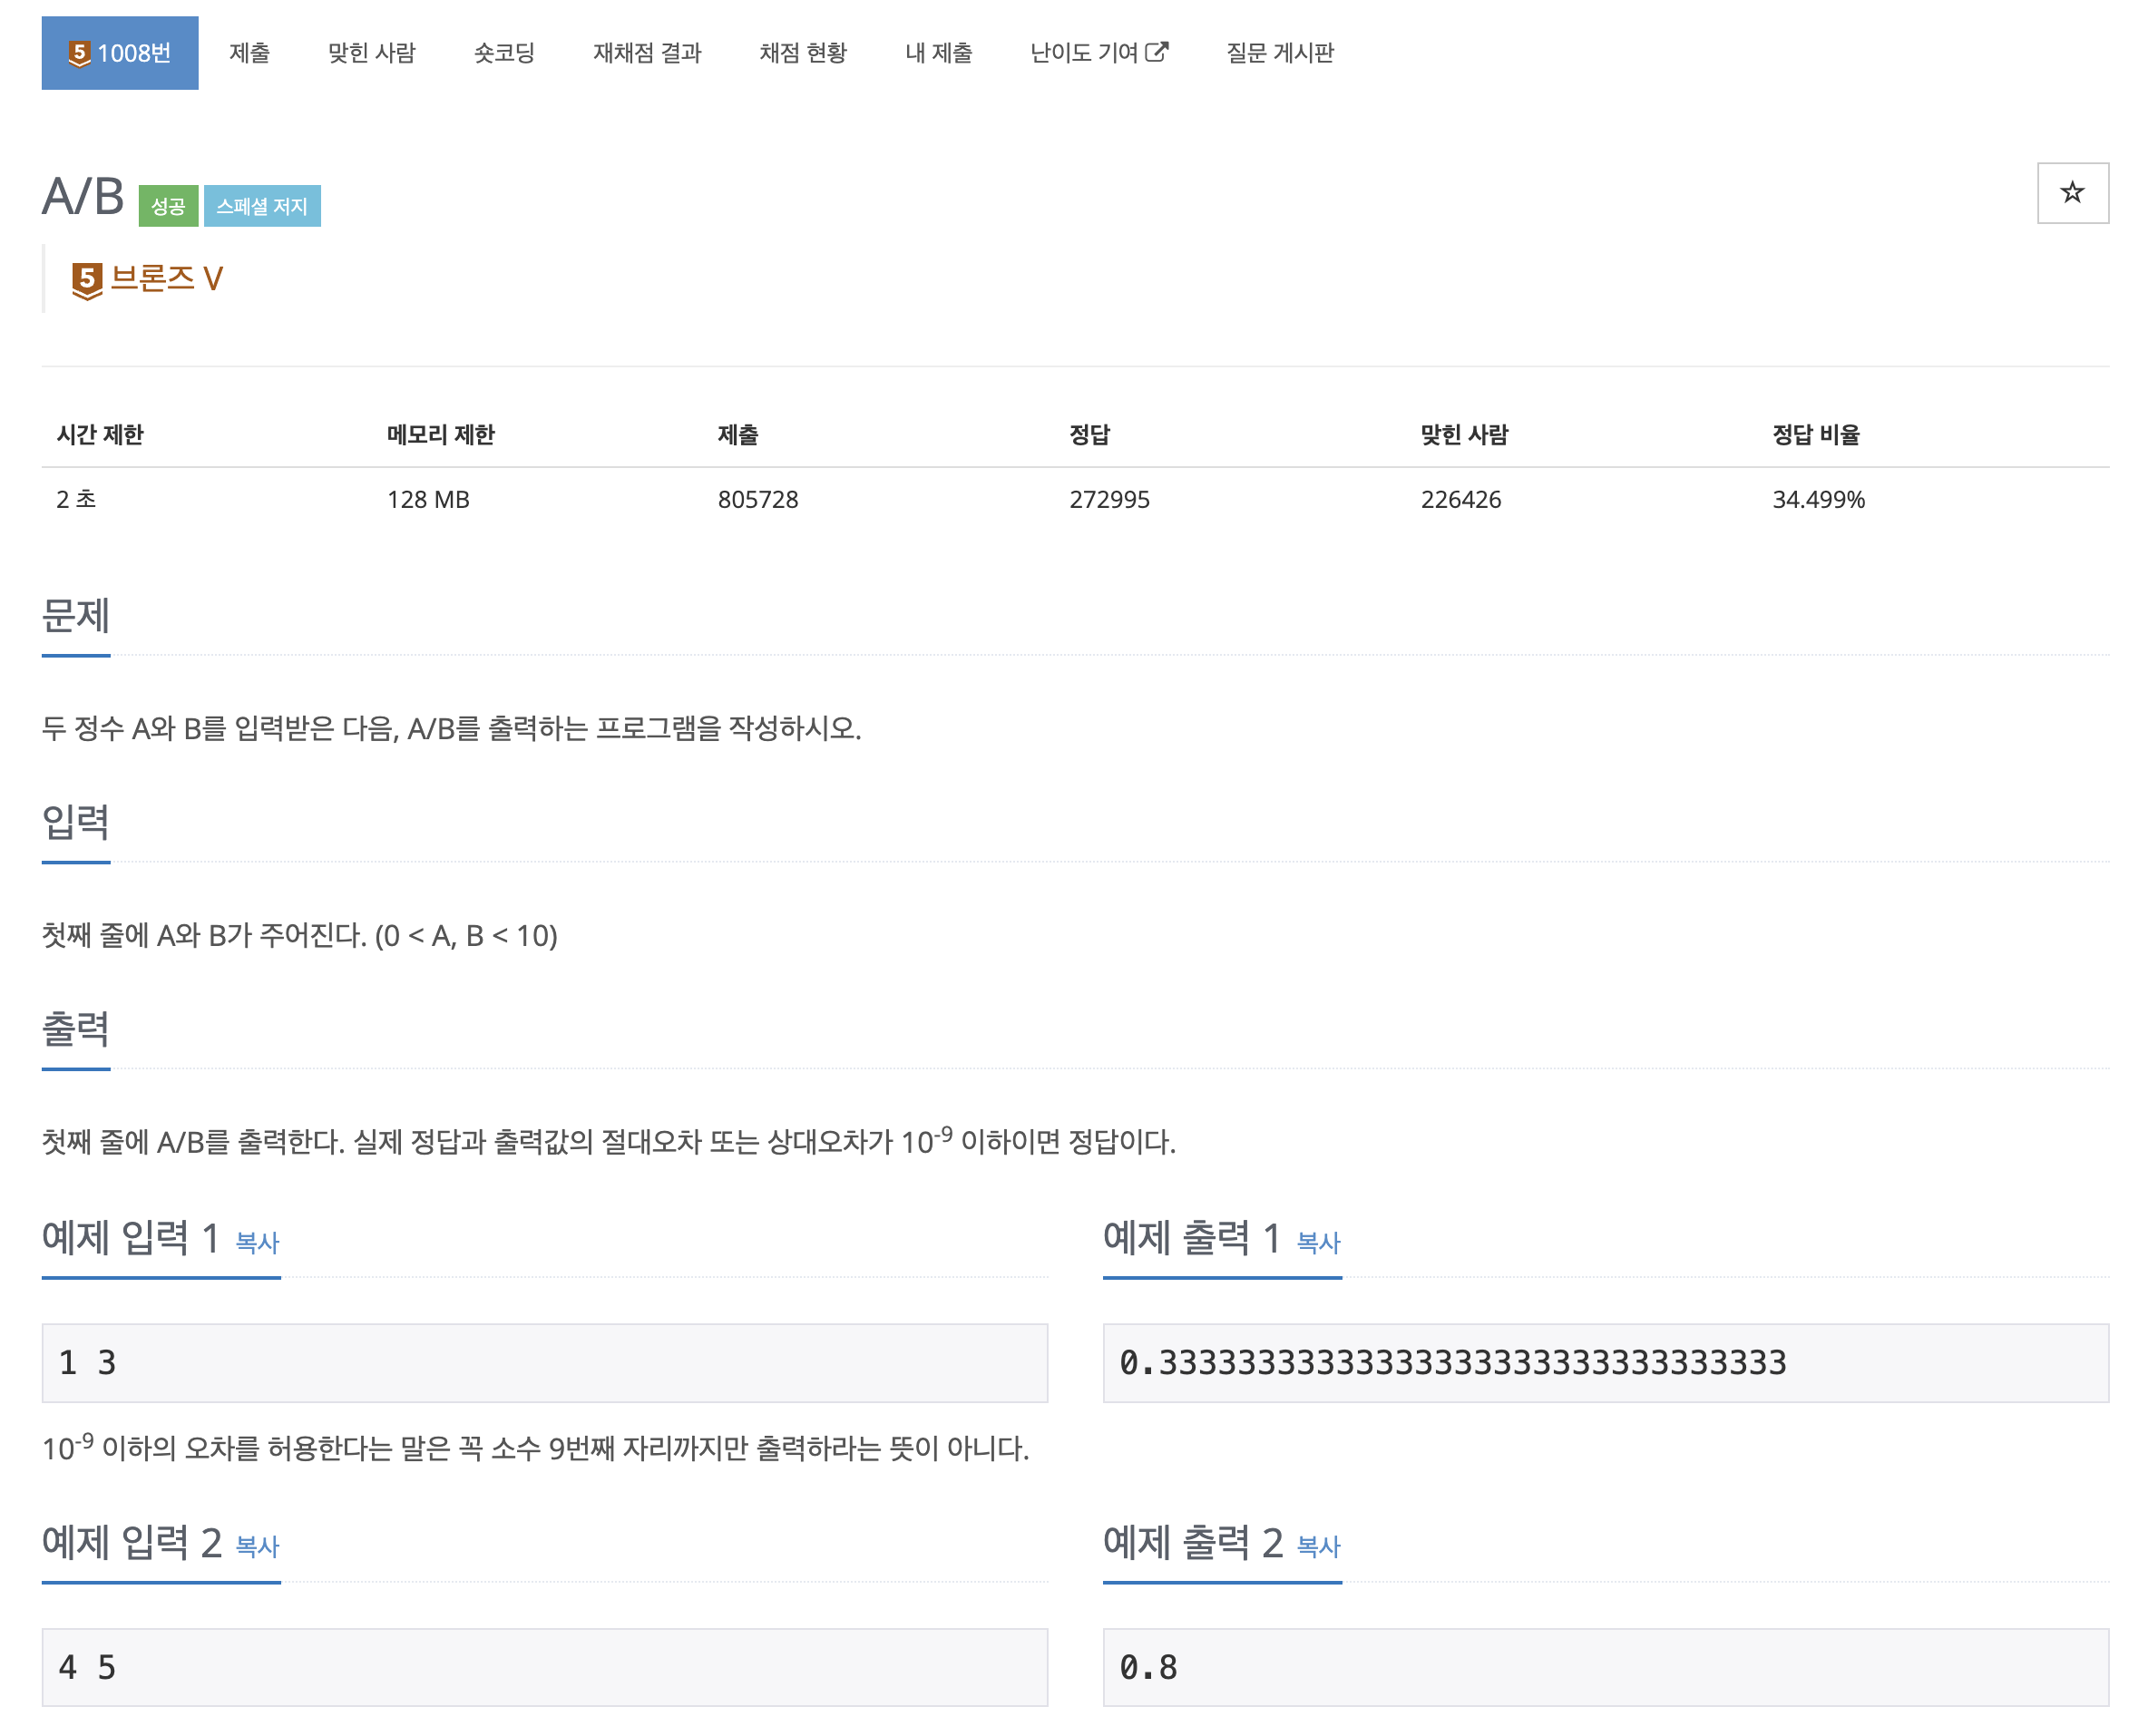 5 1008번 제출 맞힌 사람 숏코딩 재채점 결과 채점 현황 내 제출 난이도 기여 질문 게시판
A/B 성공 스페셜 저지
5 브론즈 V
시간 제한 메모리 제한 제출 정답 맞힌 사람 정답 비율
2 초 128 MB 805728 272995 226426 34.499%
문제
두 정수 A와 B를 입력받은 다음, A/B를 출력하는 프로그램을 작성하시오.
입력
첫째 줄에 A와 B가 주어진다. (0 < A, B < 10)
출력
첫째 줄에 A/B를 출력한다. 실제 정답과 출력값의 절대오차 또는 상대오차가 10⁻⁹ 이하이면 정답이다.
예제 입력 1 복사
1 3
10⁻⁹ 이하의 오차를 허용한다는 말은 꼭 소수 9번째 자리까지만 출력하라는 뜻이 아니다.
예제 출력 1 복사
0.33333333333333333333333333333333
예제 입력 2 복사
4 5
예제 출력 2 복사
0.8